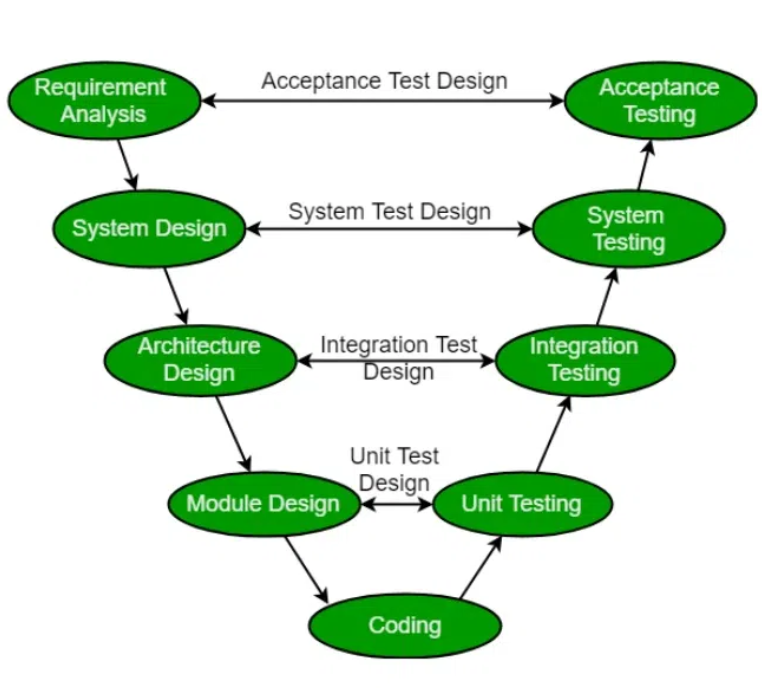 Requirement
Analysis
Acceptance Test Design
Acceptance
Testing
System Design
System Test Design
System
Testing
Architecture
Design
Integration Test
Design
Integration
Testing
Module Design
Unit Test
Design
Unit Testing
Coding